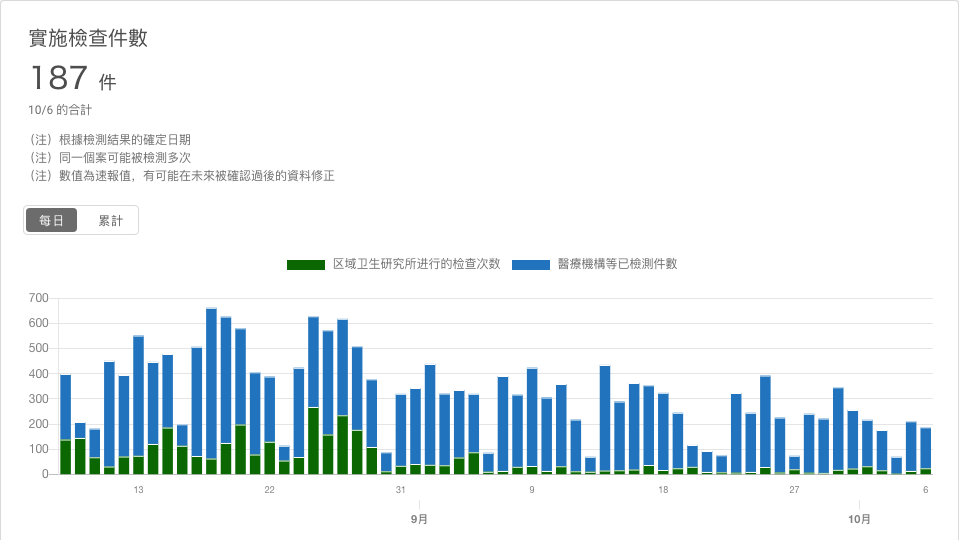 實施檢查件數
187 件
10/6 的合計
（注）根據檢測結果的確定日期
（注）同一個案可能被檢測多次
（注）數值為速報值，有可能在未來被確認過後的資料修正
每日 累計
区域卫生研究所进行的检查次数 醫療機構等已檢測件數
700
600
500
400
300
200
100
0
13 22 31 9 18 27 6
9月 10月